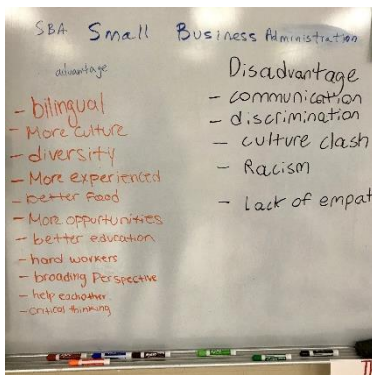 SBA Small Business Administration
advantage
- bilingual
- More culture
- diversity
- More experienced
- better food
- More opportunities
- better education
- hard workers
- broading Perspective
- help eachother
- critical thinking
Disadvantage
- communication
- discrimination
- culture clash
- Racism
- lack of empat